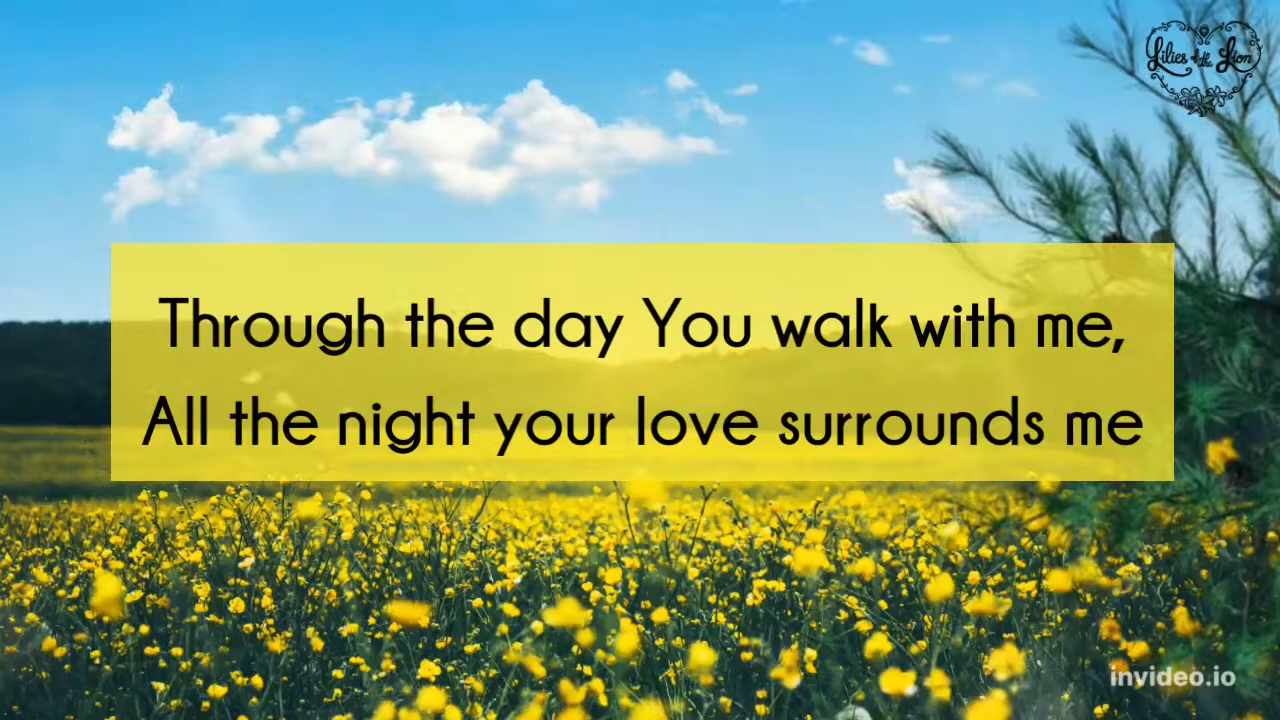 Lilies of the Lion
Through the day You walk with me,
All the night your love surrounds me
invideo.io